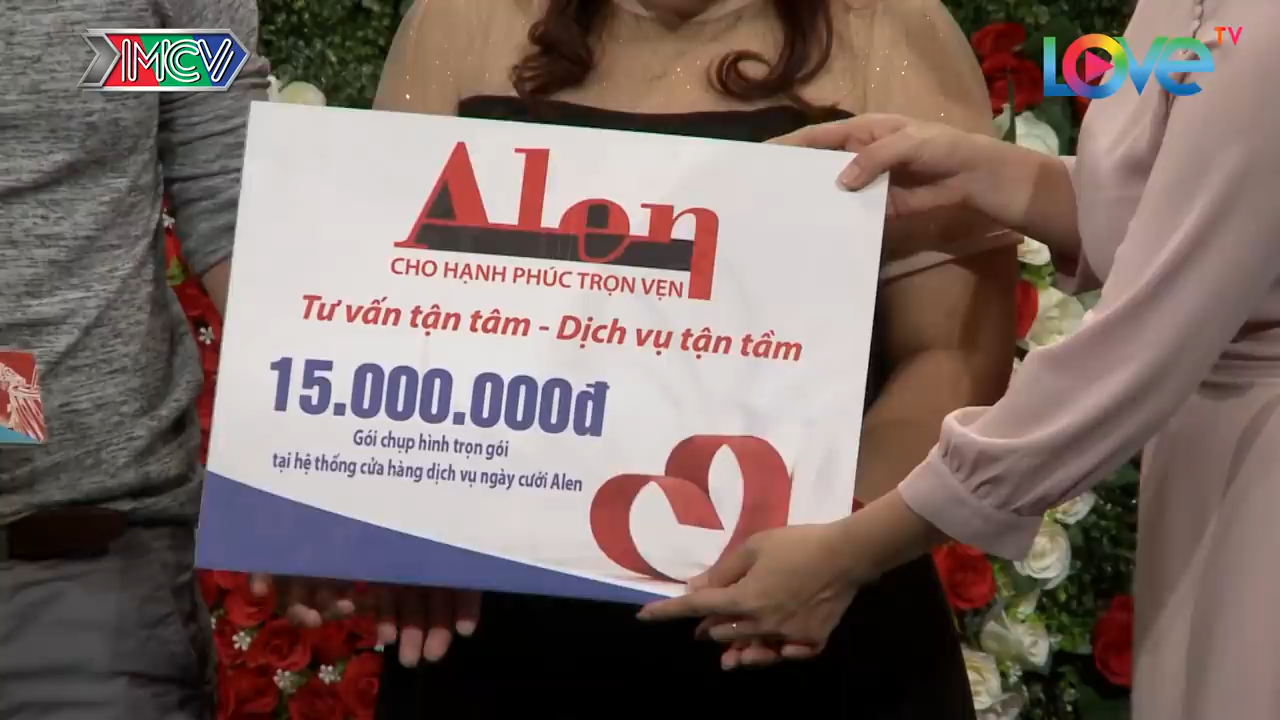 MCV
LOVE TV
Alen
CHO HẠNH PHÚC TRỌN VẸN
Tư vấn tận tâm - Dịch vụ tận tầm
15.000.000đ
Gói chụp hình trọn gói
tại hệ thống cửa hàng dịch vụ ngày cưới Alen